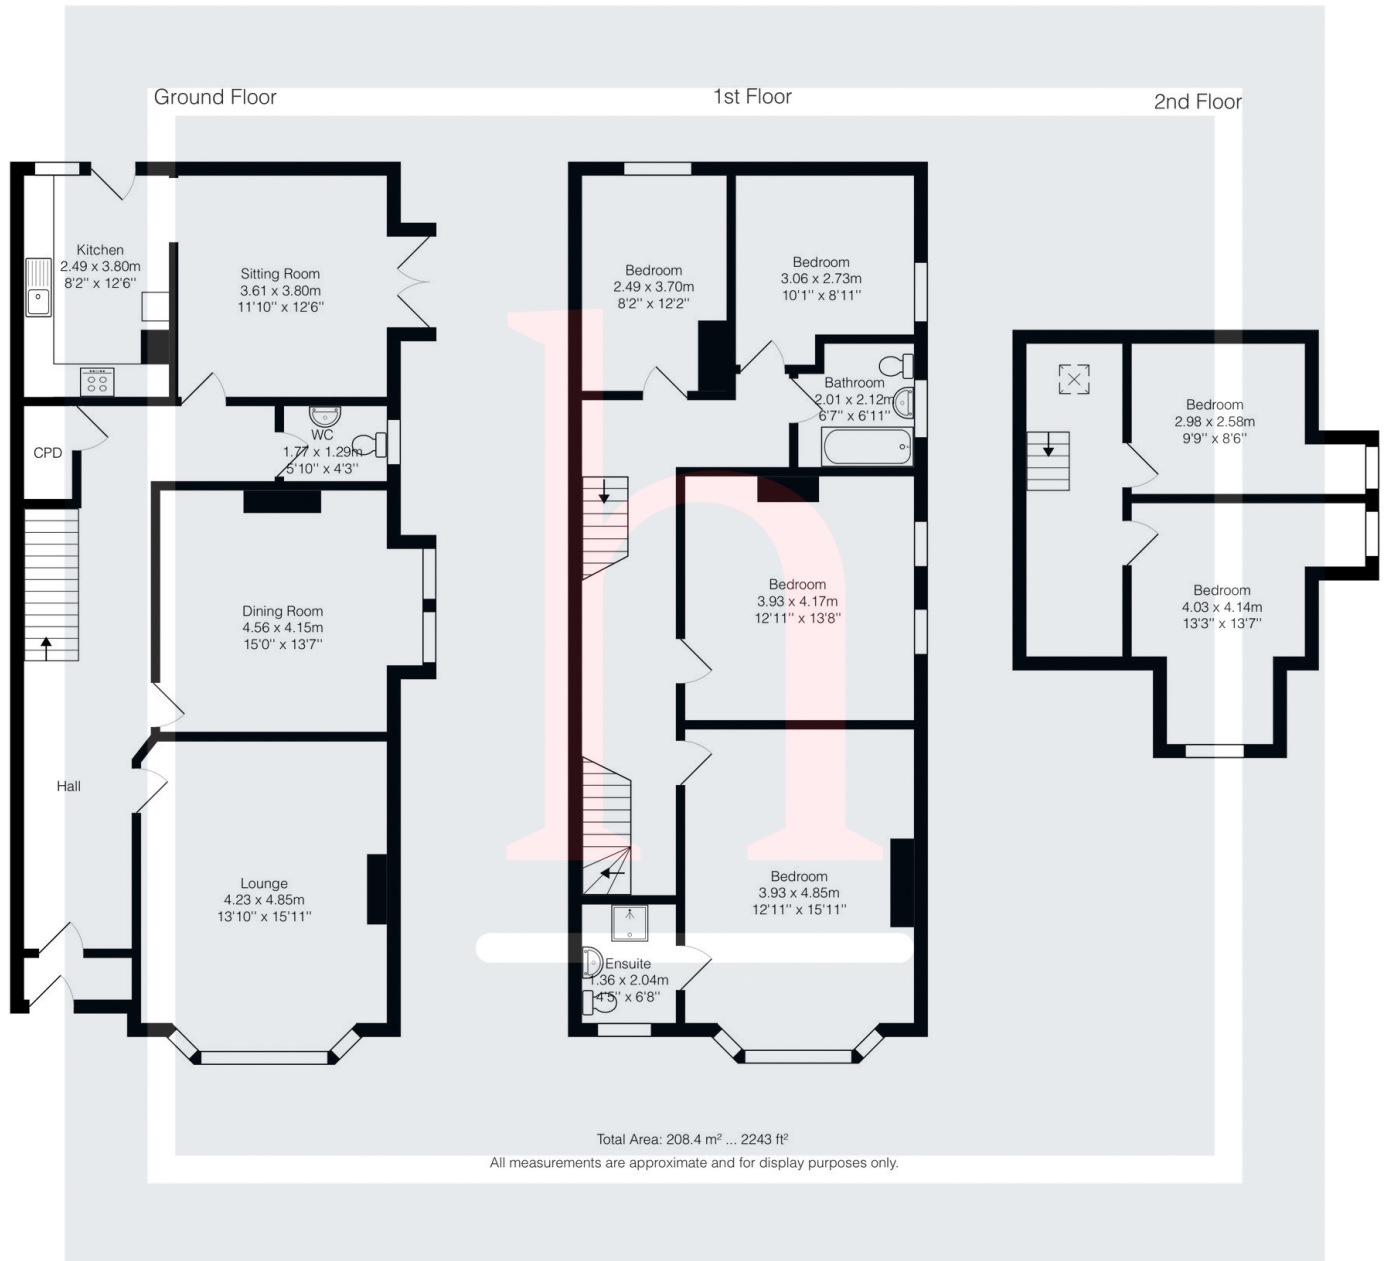 Ground Floor
1st Floor
2nd Floor
Kitchen
2.49 x 3.80m
8'2'' x 12'6''
Sitting Room
3.61 x 3.80m
11'10'' x 12'6''
CPD
WC
1.77 x 1.29m
5'10'' x 4'3''
Dining Room
4.56 x 4.15m
15'0'' x 13'7''
Hall
Lounge
4.23 x 4.85m
13'10'' x 15'11''
Bedroom
2.49 x 3.70m
8'2'' x 12'2''
Bedroom
3.06 x 2.73m
10'1'' x 8'11''
Bathroom
2.01 x 2.12m
6'7'' x 6'11''
Bedroom
3.93 x 4.17m
12'11'' x 13'8''
Bedroom
3.93 x 4.85m
12'11'' x 15'11''
Ensuite
1.36 x 2.04m
4'5'' x 6'8''
Bedroom
2.98 x 2.58m
9'9'' x 8'6''
Bedroom
4.03 x 4.14m
13'3'' x 13'7''
h
Total Area: 208.4 m² ... 2243 ft²
All measurements are approximate and for display purposes only.